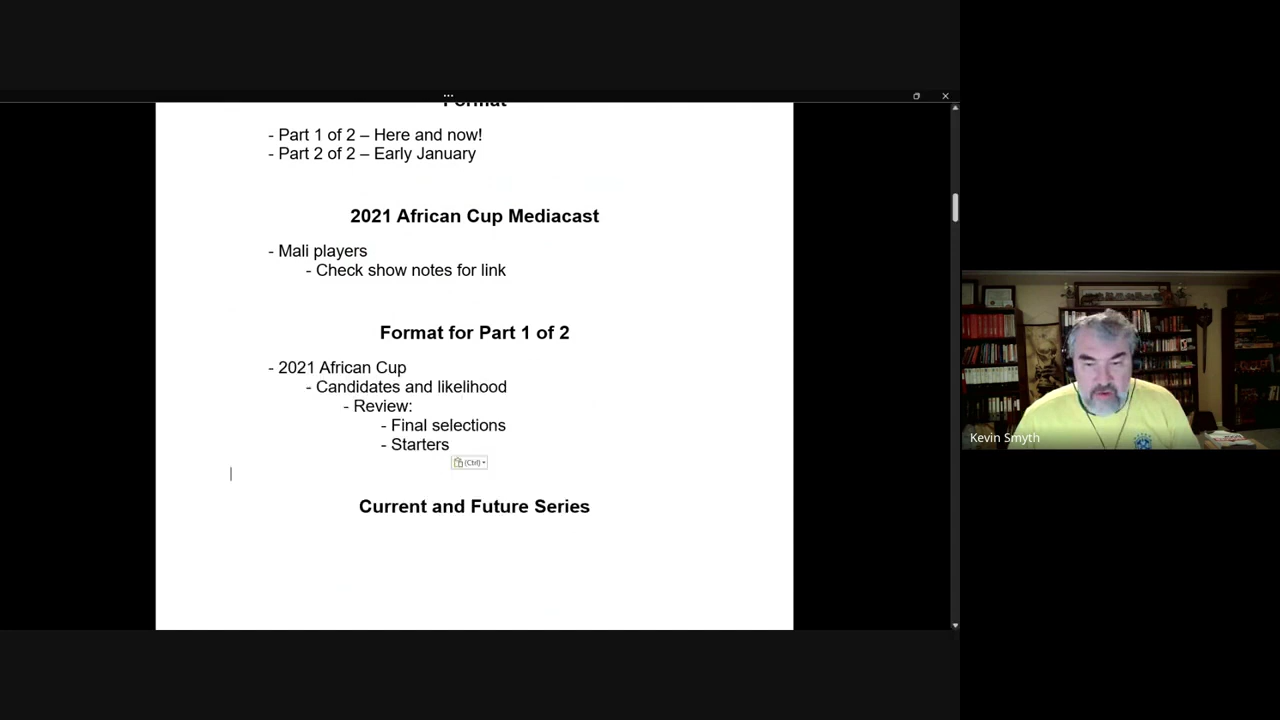 Format
- Part 1 of 2 – Here and now!
- Part 2 of 2 – Early January
2021 African Cup Mediacast
- Mali players
- Check show notes for link
Format for Part 1 of 2
- 2021 African Cup
- Candidates and likelihood
- Review:
- Final selections
- Starters
(Ctrl)
Current and Future Series
Kevin Smyth